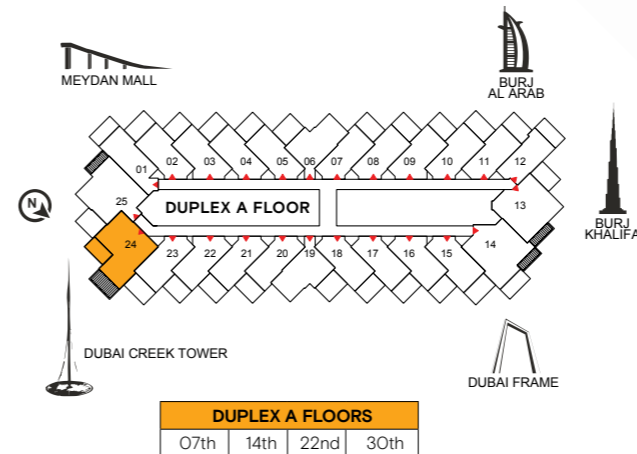 MEYDAN MALL
BURJ
AL ARAB
BURJ
KHALIFA
N
01 02 03 04 05 06 07 08 09 10 11 12
25 13
DUPLEX A FLOOR
24 14
23 22 21 20 19 18 17 16 15
DUBAI CREEK TOWER
DUBAI FRAME
DUPLEX A FLOORS
07th 14th 22nd 30th